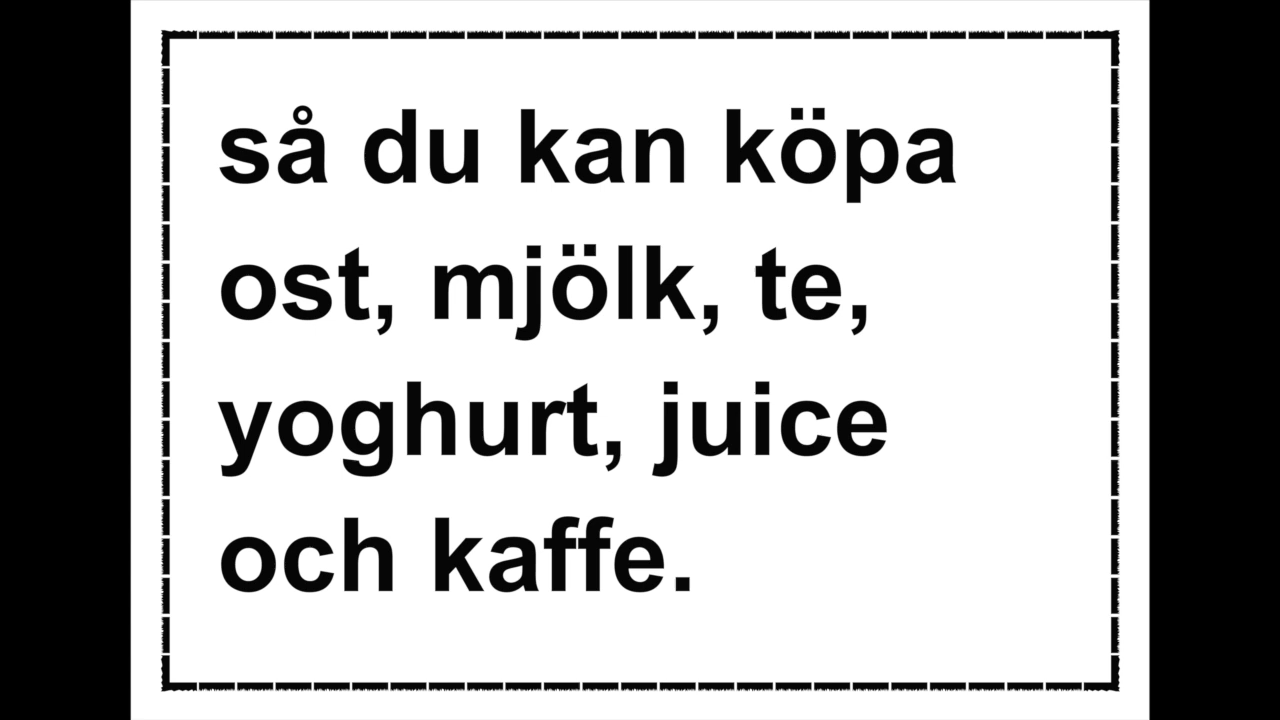 så du kan köpa
ost, mjölk, te,
yoghurt, juice
och kaffe.